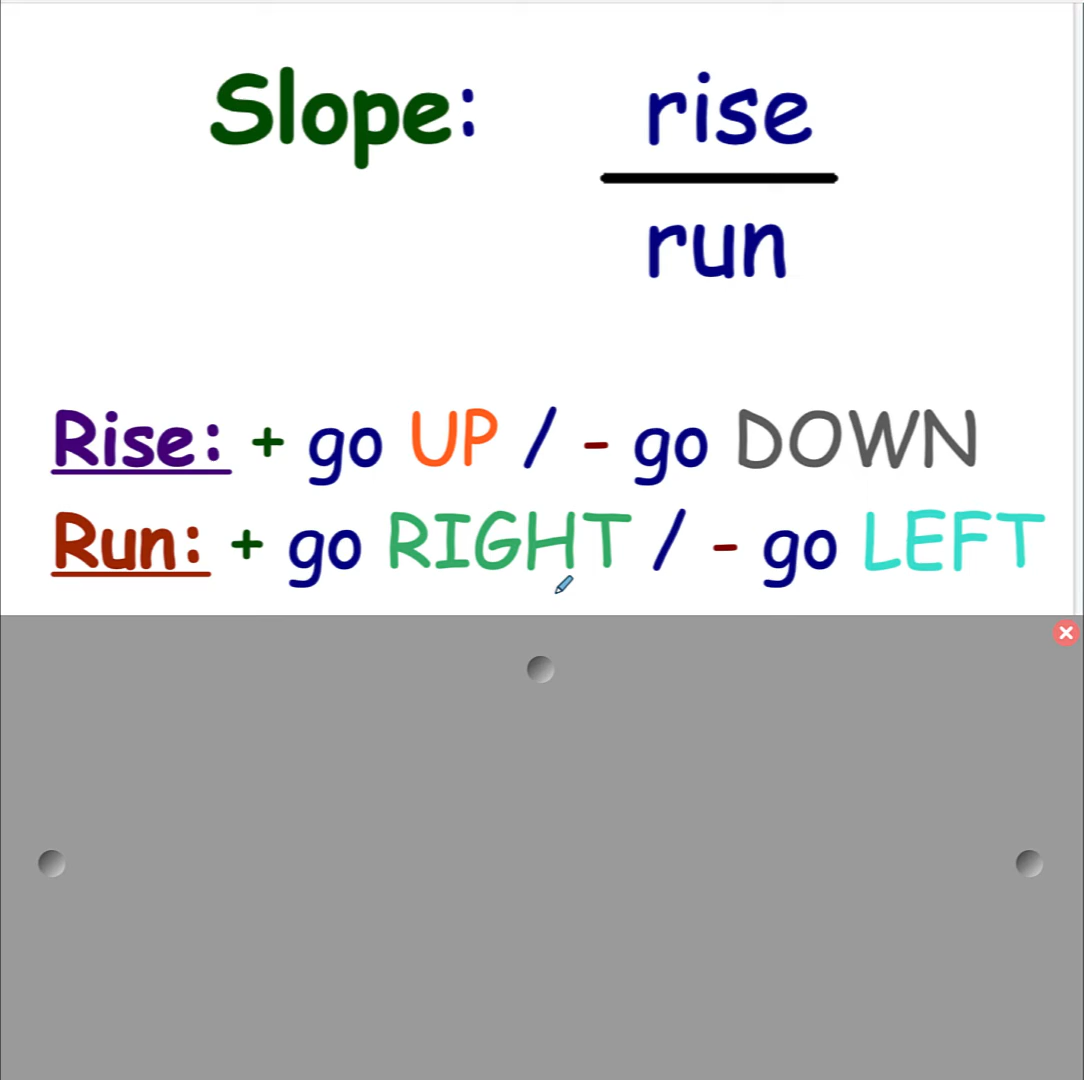 Slope: rise
run
Rise: + go UP / - go DOWN
Run: + go RIGHT / - go LEFT